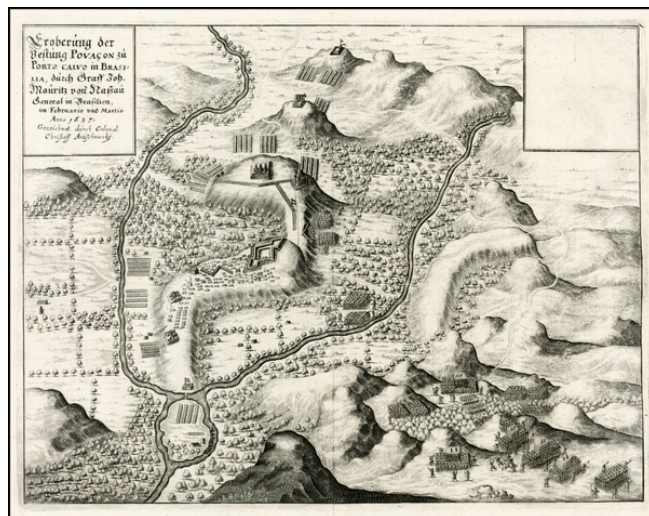 Eroberung der
Vestung POVAÇON zu
PORTO CALVO in BRASI-
LIA, durch Graff Joh.
Mauritz von Naßau
General in Brasilien,
im Februario und Martio
Anno 1637.
Gezeichnet durch Colonel
Christoff